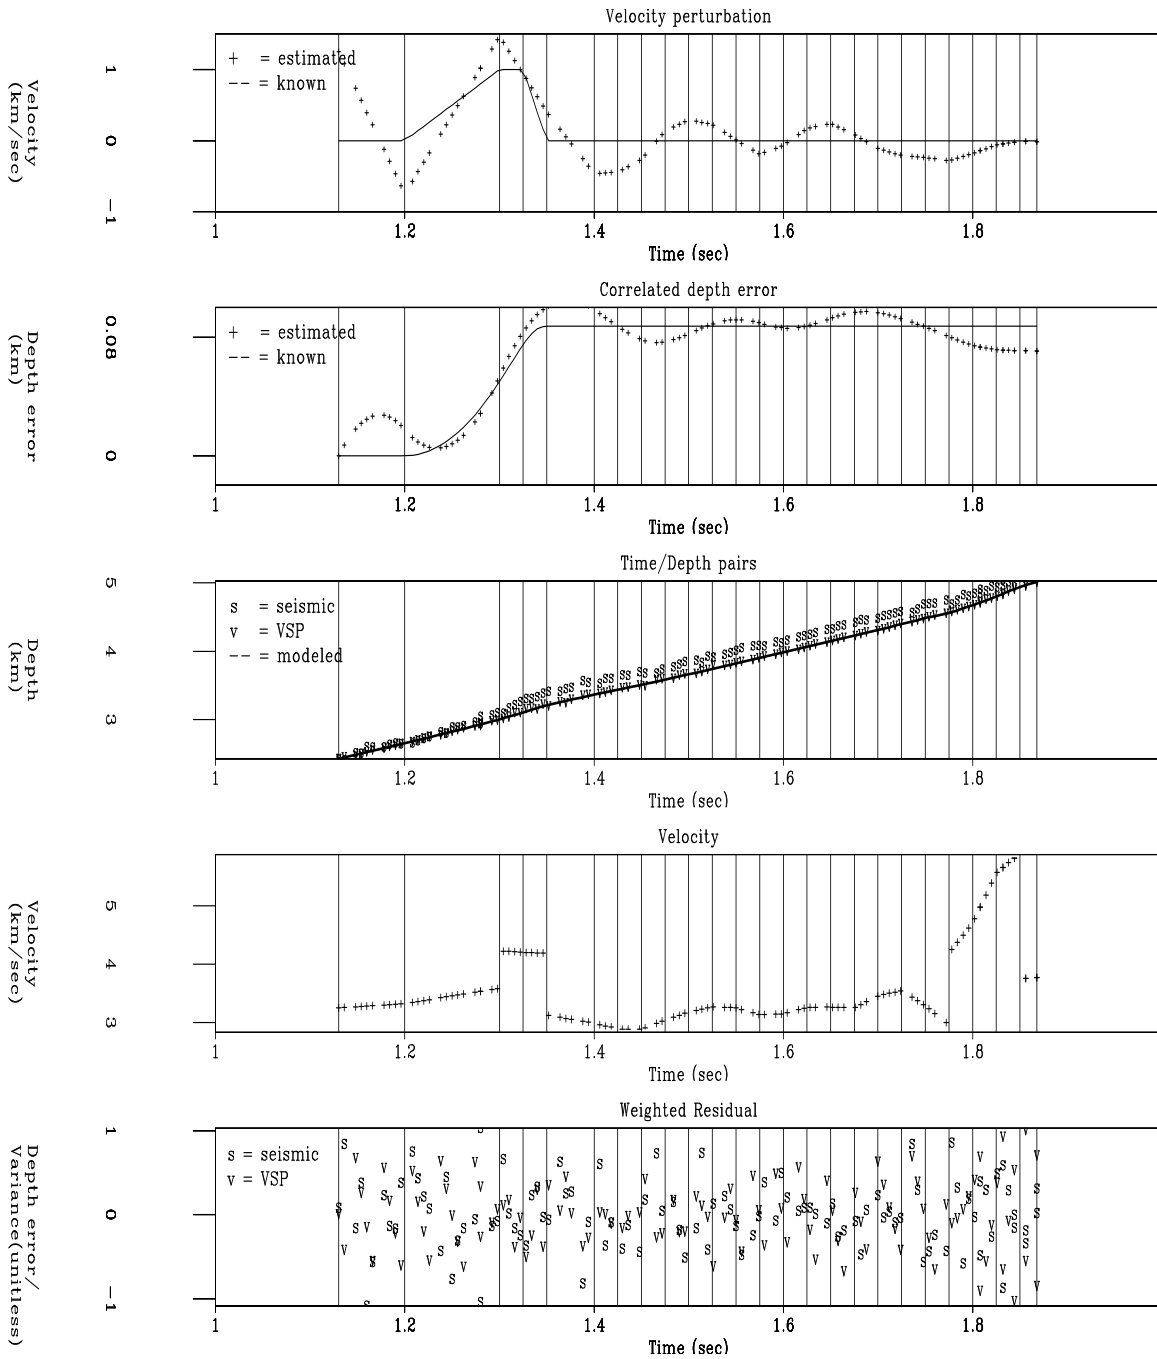 Velocity perturbation
+ = estimated
-- = known
Velocity
(km/sec)
1
0
−1
1
1.2
1.4
1.6
1.8
Time (sec)
Correlated depth error
+ = estimated
-- = known
Depth error
(km)
0.08
0
1
1.2
1.4
1.6
1.8
Time (sec)
Time/Depth pairs
s = seismic
v = VSP
-- = modeled
Depth
(km)
5
4
3
1
1.2
1.4
1.6
1.8
Time (sec)
Velocity
Velocity
(km/sec)
5
4
3
1
1.2
1.4
1.6
1.8
Time (sec)
Weighted Residual
s = seismic
v = VSP
Depth error/
Variance(unitless)
1
0
−1
1
1.2
1.4
1.6
1.8
Time (sec)